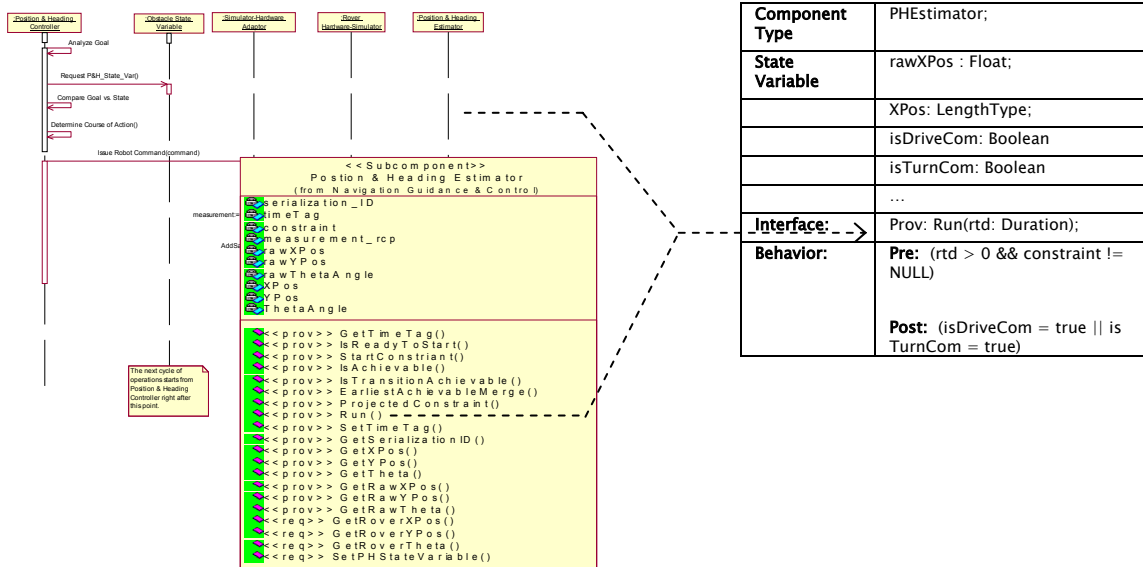 :Position & Heading
Controller
:Obstacle State
Variable
:Simulator-Hardware
Adaptor
:Rover
Hardware-Simulator
:Position & Heading
Estimator
Analyze Goal
Request P&H_State_Var()
Compare Goal vs. State
Determine Course of Action()
Issue Robot Command(command)
measurement:=
AddSa
The next cycle of
operations starts from
Position & Heading
Controller right after
this point.
<<Subcomponent>>
Postion & Heading Estimator
(from Navigation Guidance & Control)
serialization_ID
timeTag
constraint
measurement_rcp
rawXPos
rawYPos
rawThetaAngle
XPos
YPos
ThetaAngle
<<prov>> GetTimeTag()
<<prov>> IsReadyToStart()
<<prov>> StartConstriant()
<<prov>> IsAchievable()
<<prov>> IsTransitionAchievable()
<<prov>> EarliestAchievableMerge()
<<prov>> ProjectedConstraint()
<<prov>> Run()
<<prov>> SetTimeTag()
<<prov>> GetSerializationID()
<<prov>> GetXPos()
<<prov>> GetYPos()
<<prov>> GetTheta()
<<prov>> GetRawXPos()
<<prov>> GetRawYPos()
<<prov>> GetRawTheta()
<<req>> GetRoverXPos()
<<req>> GetRoverYPos()
<<req>> GetRoverTheta()
<<req>> SetPHStateVariable()
Component
Type
PHEstimator;
State
Variable
rawXPos : Float;
XPos: LengthType;
isDriveCom: Boolean
isTurnCom: Boolean
...
Interface:
Prov: Run(rtd: Duration);
Behavior:
Pre: (rtd > 0 && constraint !=
NULL)
Post: (isDriveCom = true || is
TurnCom = true)